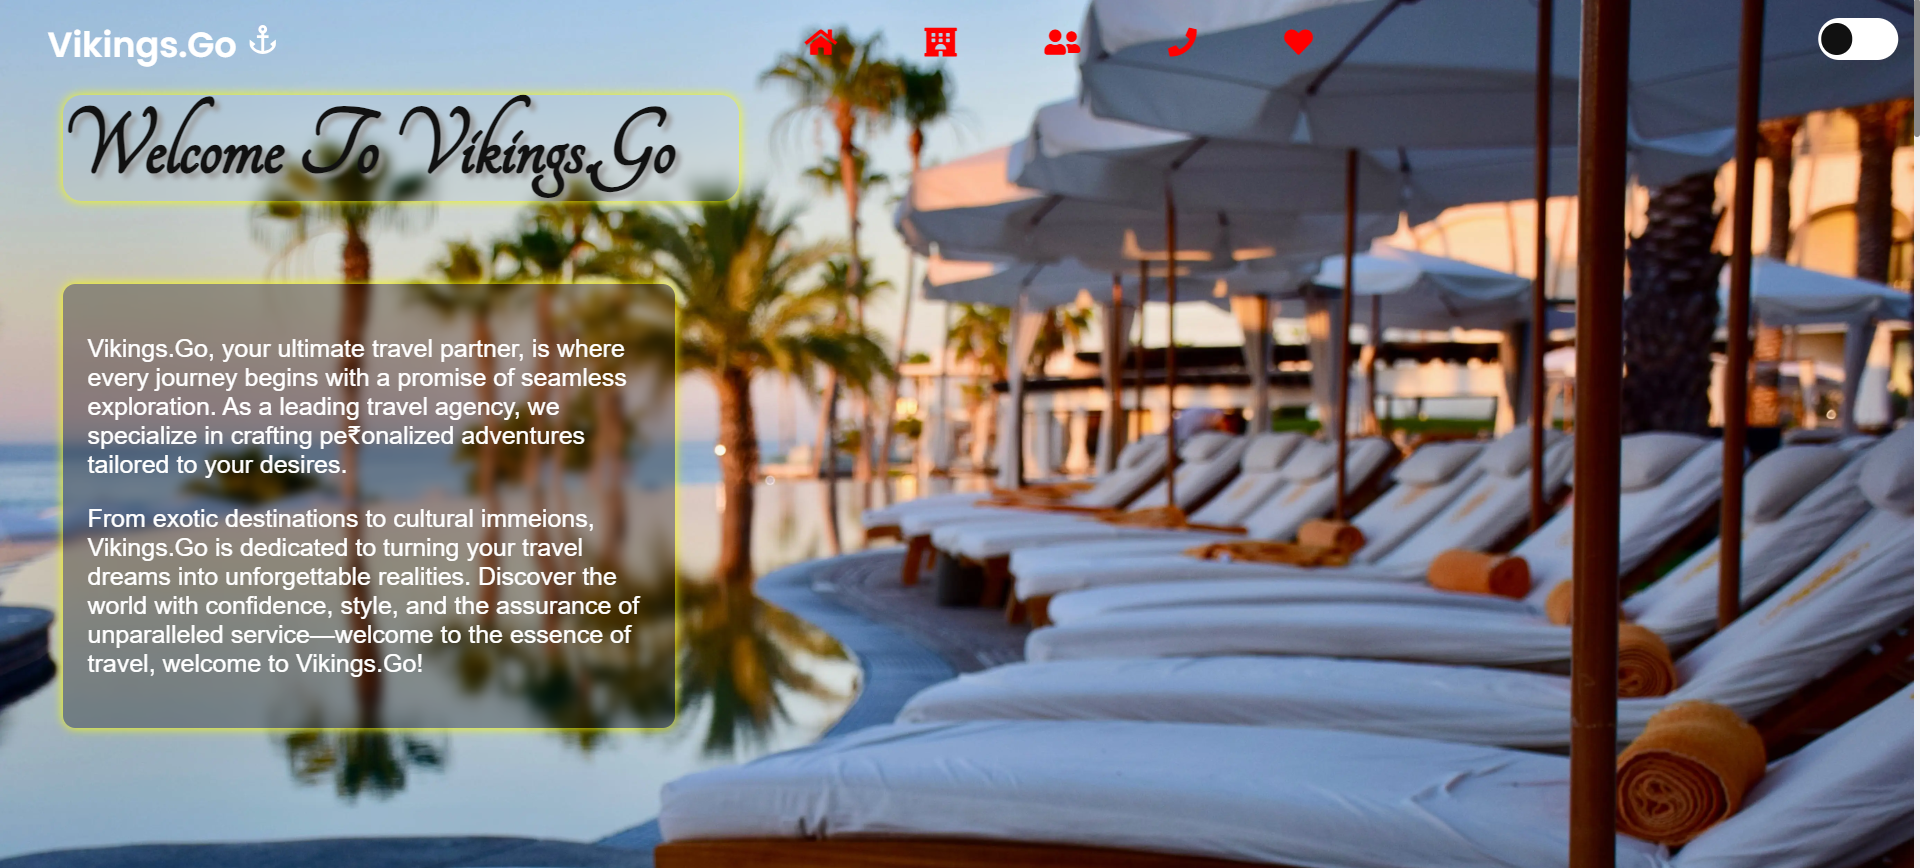 Vikings.Go
Welcome To Vikings.Go
Vikings.Go, your ultimate travel partner, is where
every journey begins with a promise of seamless
exploration. As a leading travel agency, we
specialize in crafting pe₹onalized adventures
tailored to your desires.
From exotic destinations to cultural immeions,
Vikings.Go is dedicated to turning your travel
dreams into unforgettable realities. Discover the
world with confidence, style, and the assurance of
unparalleled service—welcome to the essence of
travel, welcome to Vikings.Go!